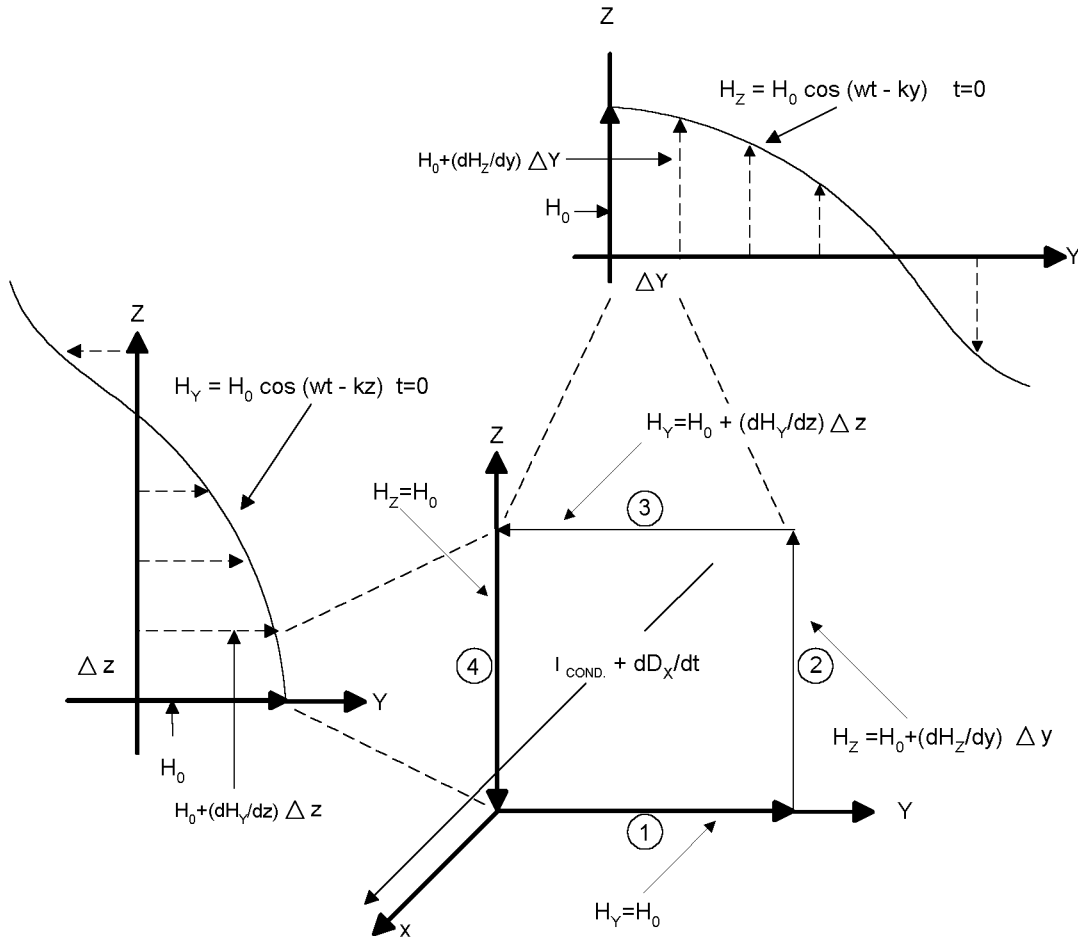 Z
H_Z = H_0 cos (wt - ky)   t=0
H_0+(dH_Z/dy) △Y
H_0
Y
△Y
Z
H_Y = H_0 cos (wt - kz)  t=0
△ z
Y
H_0
H_0+(dH_Y/dz) △ z
Z
H_Y=H_0 + (dH_Y/dz) △ z
H_Z=H_0
3
4
I COND. + dD_X/dt
2
H_Z =H_0+(dH_Z/dy) △ y
Y
1
H_Y=H_0
x